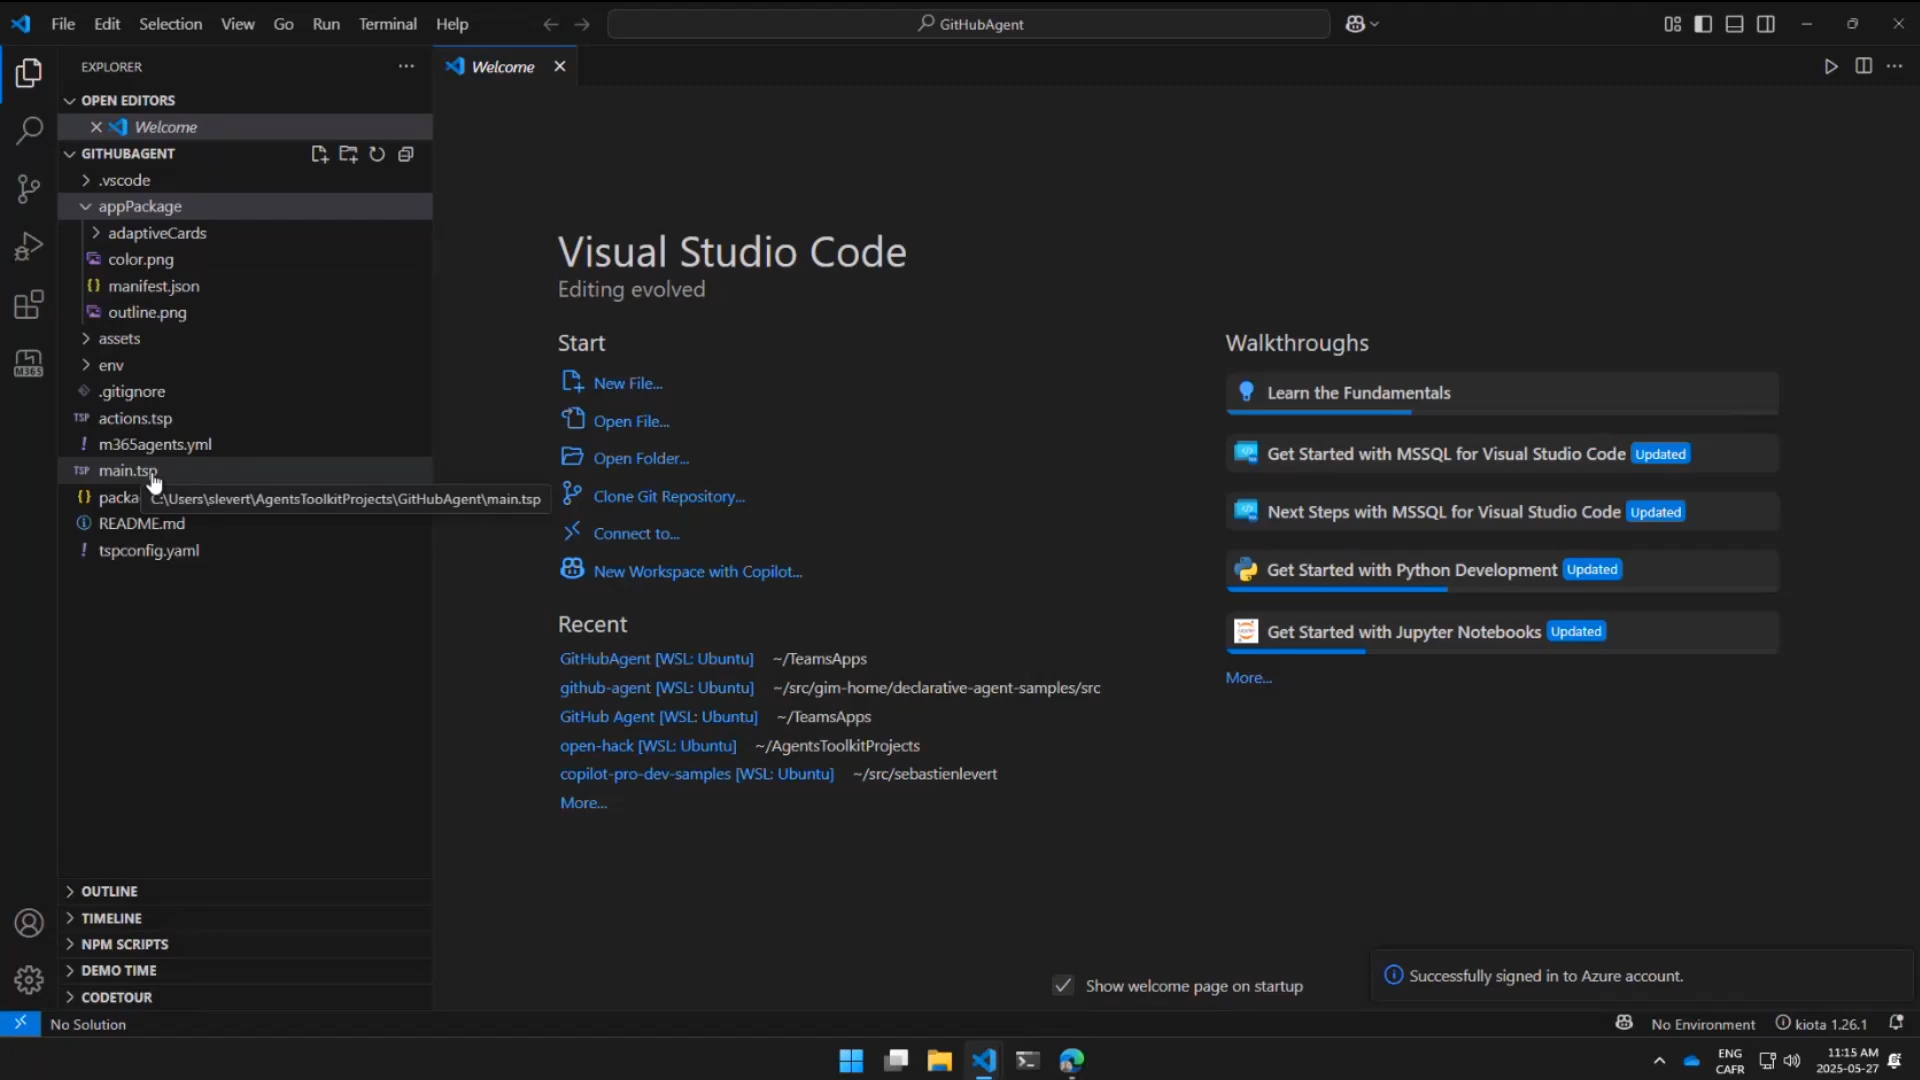 File Edit Selection View Go Run Terminal Help
GitHubAgent
EXPLORER
OPEN EDITORS
Welcome
GITHUBAGENT
.vscode
appPackage
adaptiveCards
color.png
{} manifest.json
outline.png
assets
env
.gitignore
TSP actions.tsp
! m365agents.yml
TSP main.tsp
{} packa
C:\Users\slevert\AgentsToolkitProjects\GitHubAgent\main.tsp
README.md
! tspconfig.yaml
M365
OUTLINE
TIMELINE
NPM SCRIPTS
DEMO TIME
CODETOUR
Welcome
Visual Studio Code
Editing evolved
Start
New File...
Open File...
Open Folder...
Clone Git Repository...
Connect to...
New Workspace with Copilot...
Recent
GitHubAgent [WSL: Ubuntu] ~/TeamsApps
github-agent [WSL: Ubuntu] ~/src/gim-home/declarative-agent-samples/src
GitHub Agent [WSL: Ubuntu] ~/TeamsApps
open-hack [WSL: Ubuntu] ~/AgentsToolkitProjects
copilot-pro-dev-samples [WSL: Ubuntu] ~/src/sebastienlevert
More...
Walkthroughs
Learn the Fundamentals
Get Started with MSSQL for Visual Studio Code Updated
Next Steps with MSSQL for Visual Studio Code Updated
Get Started with Python Development Updated
Get Started with Jupyter Notebooks Updated
More...
Show welcome page on startup
Successfully signed in to Azure account.
No Solution
No Environment
kiota 1.26.1
ENG
CAFR
11:15 AM
2025-05-27